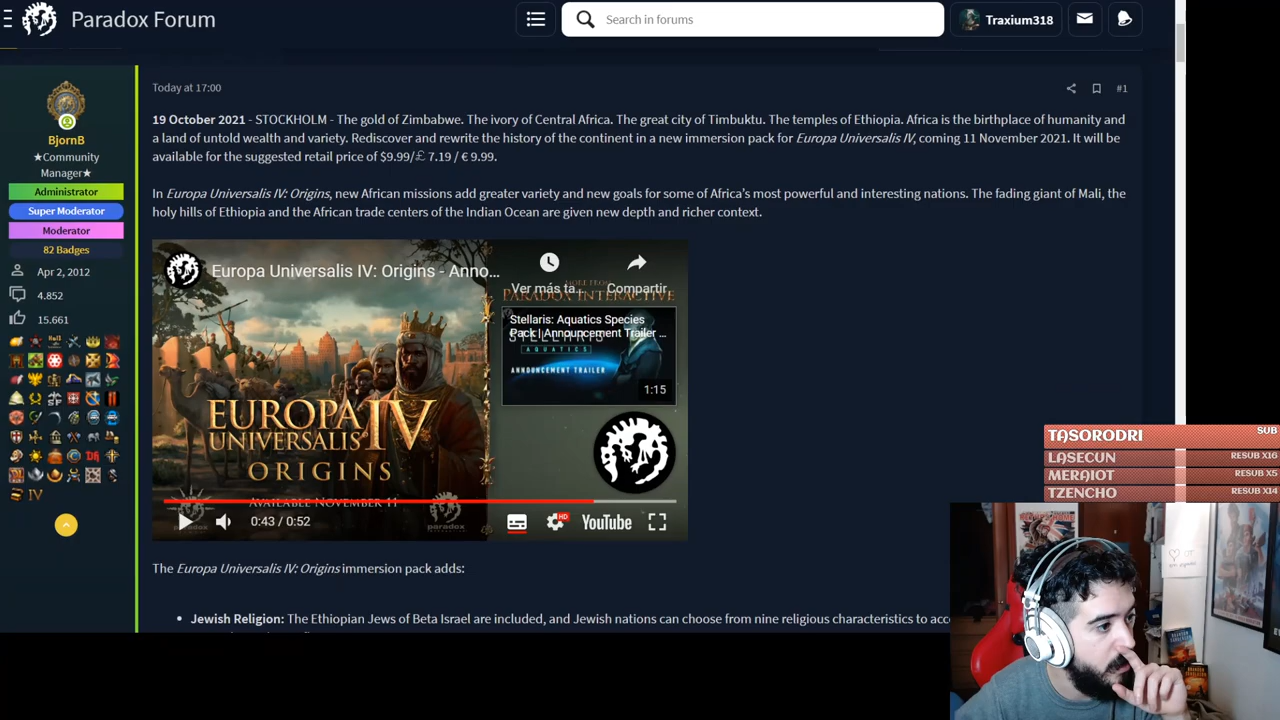 Paradox Forum
Search in forums
Traxium318
BjornB
★Community
Manager★
Administrator
Super Moderator
Moderator
82 Badges
Apr 2, 2012
4.852
15.661
Today at 17:00
#1
19 October 2021 - STOCKHOLM - The gold of Zimbabwe. The ivory of Central Africa. The great city of Timbuktu. The temples of Ethiopia. Africa is the birthplace of humanity and
a land of untold wealth and variety. Rediscover and rewrite the history of the continent in a new immersion pack for Europa Universalis IV, coming 11 November 2021. It will be
available for the suggested retail price of $9.99/£ 7.19 / € 9.99.
In Europa Universalis IV: Origins, new African missions add greater variety and new goals for some of Africa's most powerful and interesting nations. The fading giant of Mali, the
holy hills of Ethiopia and the African trade centers of the Indian Ocean are given new depth and richer context.
Europa Universalis IV: Origins - Anno...
Ver más ta...
Compartir
MORE FROM
PARADOX INTERACTIVE
Stellaris: Aquatics Species
Pack | Announcement Trailer ...
STELLARIS
AQUATICS
ANNOUNCEMENT TRAILER
1:15
EUROPA
UNIVERSALIS IV
ORIGINS
AVAILABLE NOVEMBER 11
paradox
paradox
0:43 / 0:52
HD
YouTube
The Europa Universalis IV: Origins immersion pack adds:
Jewish Religion: The Ethiopian Jews of Beta Israel are included, and Jewish nations can choose from nine religious characteristics to acc
TASORODRI SUB
LASECUN RESUB X16
MERAIOT RESUB X5
TZENCHO RESUB X14